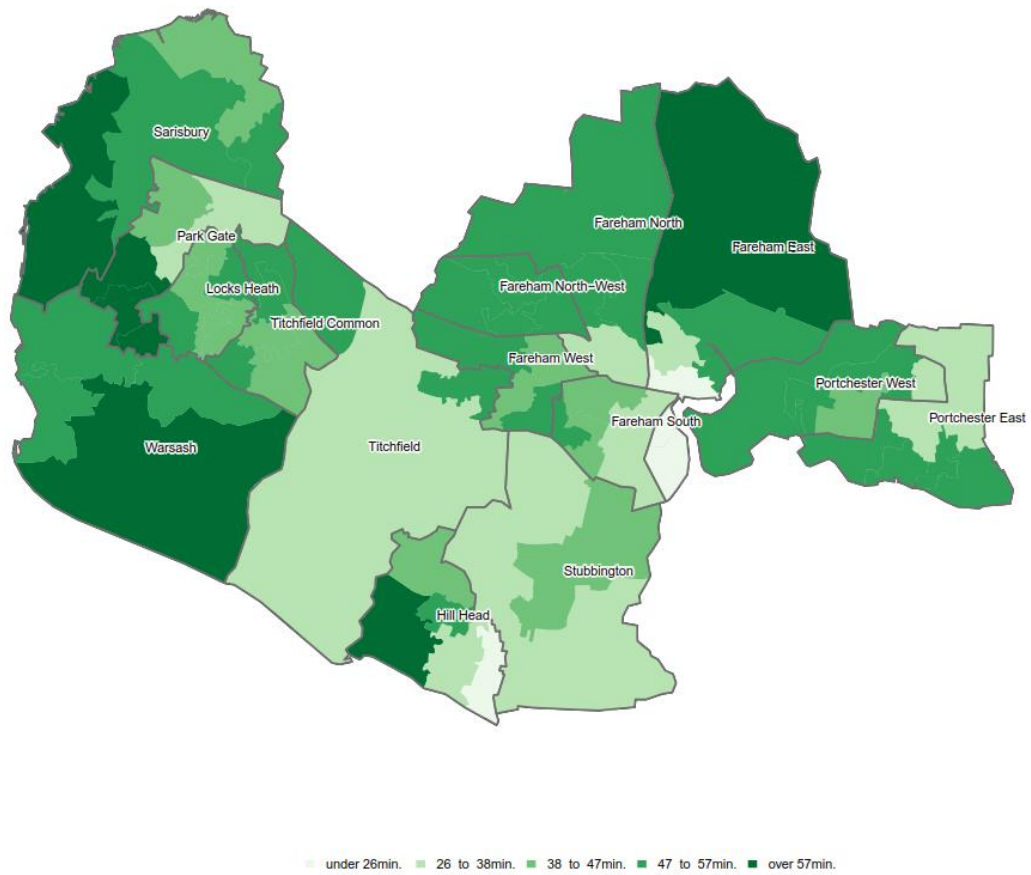 Sarisbury
Fareham North
Park Gate
Fareham East
Fareham North-West
Locks Heath
Titchfield Common
Fareham West
Portchester West
Portchester East
Fareham South
Warsash
Titchfield
Stubbington
Hill Head
under 26min. 26 to 38min. 38 to 47min. 47 to 57min. over 57min.